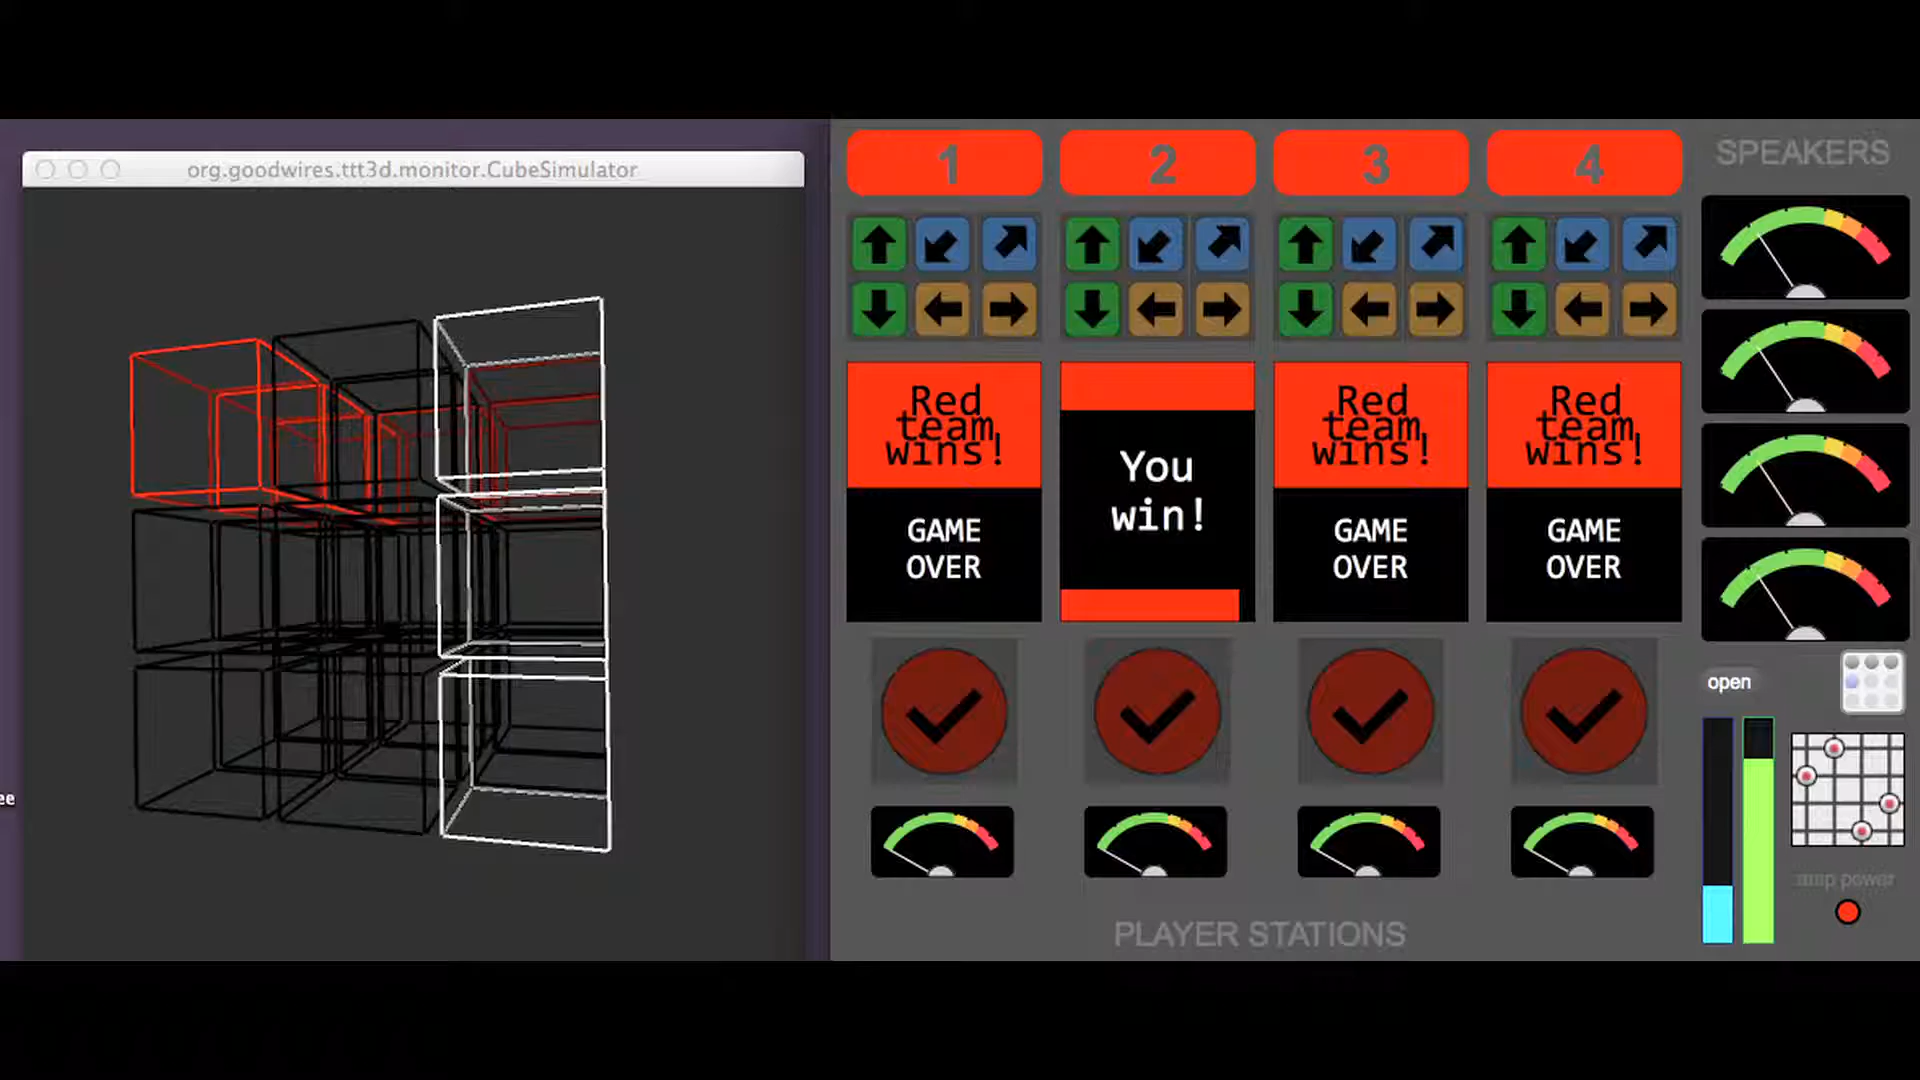 org.goodwires.ttt3d.monitor.CubeSimulator
ee
1
2
3
4
SPEAKERS
Red
team
wins!
GAME
OVER
You
win!
Red
team
wins!
GAME
OVER
Red
team
wins!
GAME
OVER
open
amp power
PLAYER STATIONS